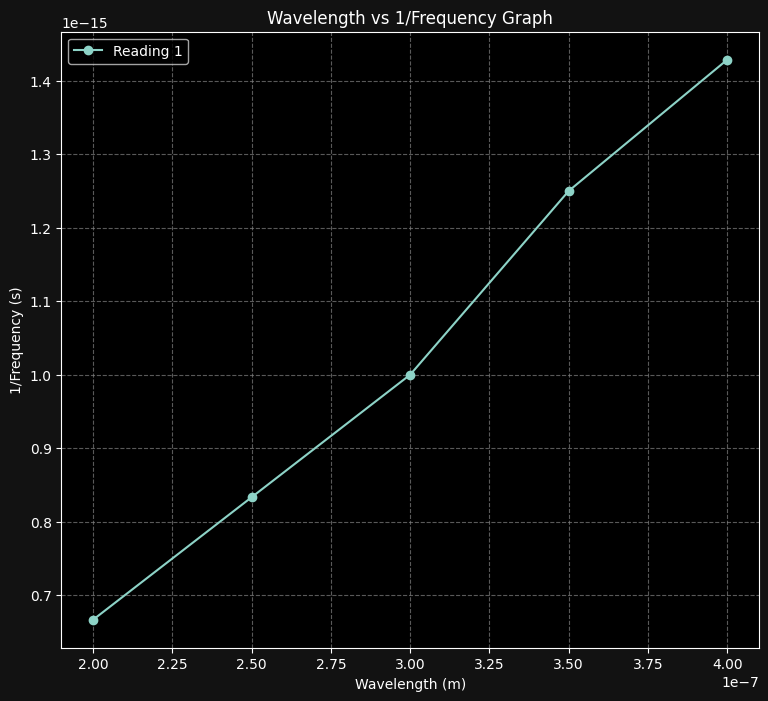 Wavelength vs 1/Frequency Graph
1e−15
Reading 1
1.4
1.3
1.2
1.1
1.0
0.9
0.8
0.7
1/Frequency (s)
2.00 2.25 2.50 2.75 3.00 3.25 3.50 3.75 4.00
1e−7
Wavelength (m)